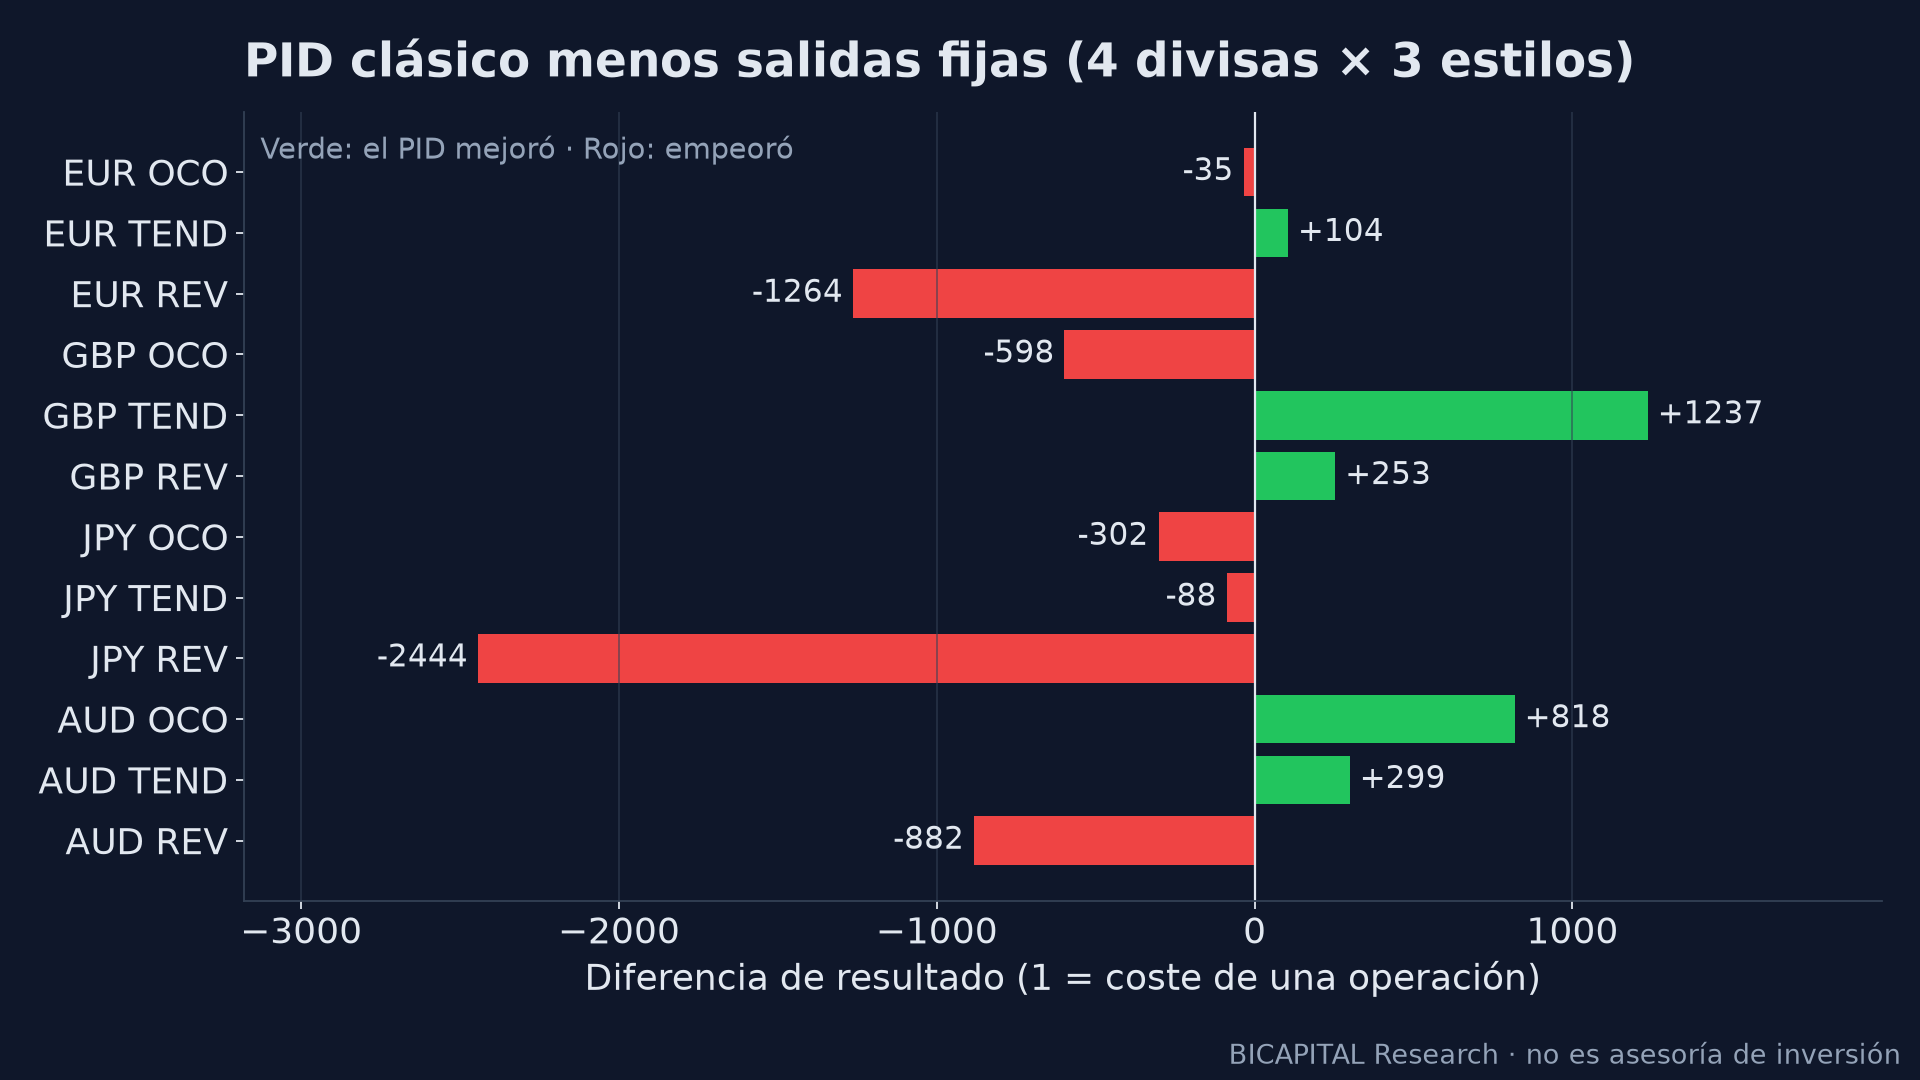 PID clásico menos salidas fijas (4 divisas × 3 estilos)
Verde: el PID mejoró · Rojo: empeoró
EUR OCO -35
EUR TEND +104
EUR REV -1264
GBP OCO -598
GBP TEND +1237
GBP REV +253
JPY OCO -302
JPY TEND -88
JPY REV -2444
AUD OCO +818
AUD TEND +299
AUD REV -882
−3000 −2000 −1000 0 1000
Diferencia de resultado (1 = coste de una operación)
BICAPITAL Research · no es asesoría de inversión